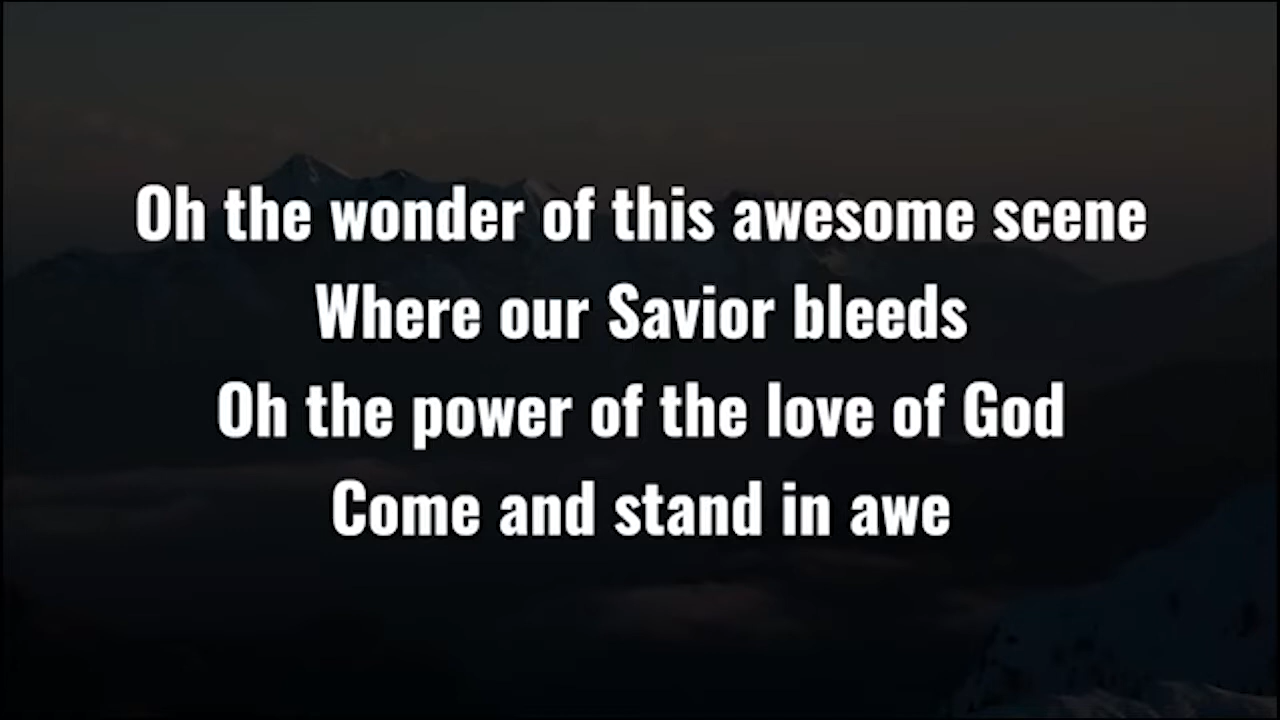 Oh the wonder of this awesome scene
Where our Savior bleeds
Oh the power of the love of God
Come and stand in awe